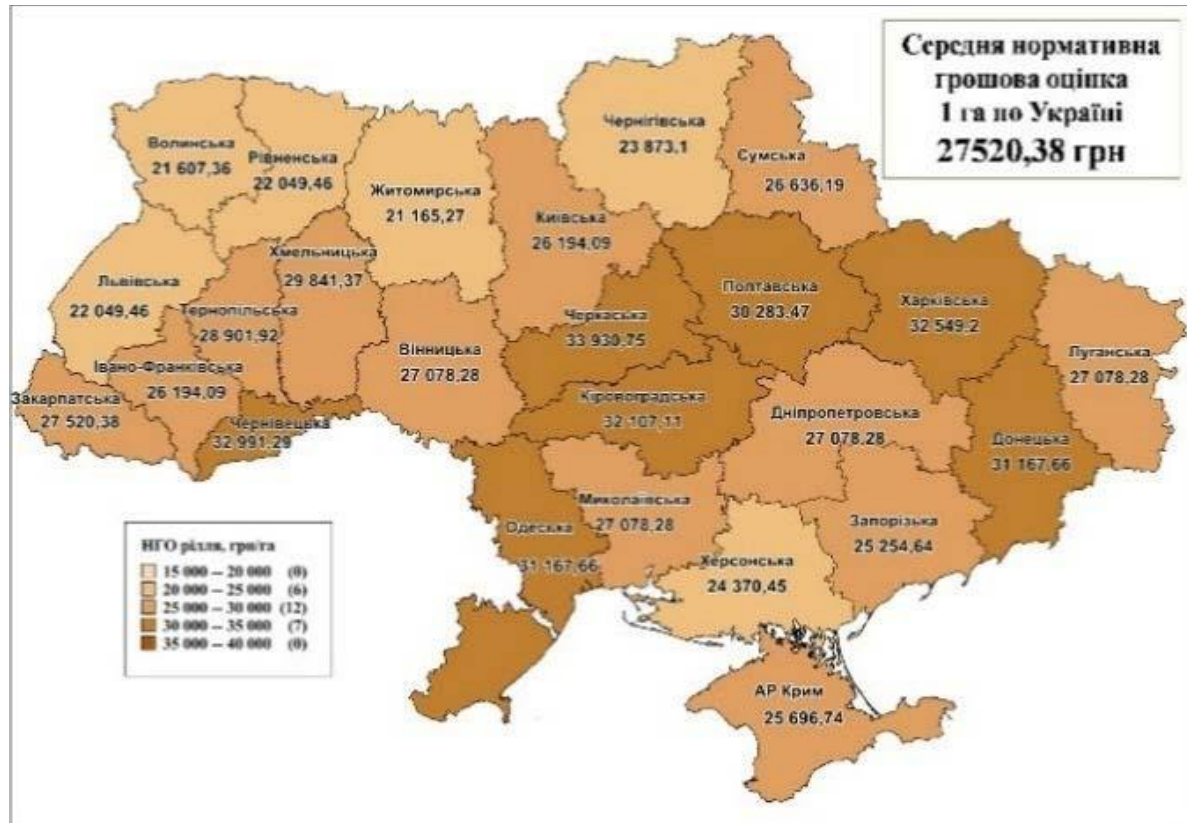 Середня нормативна
грошова оцінка
1 га по Україні
27520,38 грн
Волинська
21 607,36
Рівненська
22 049,46
Житомирська
21 165,27
Чернігівська
23 873,1
Сумська
26 636,19
Київська
26 194,09
Хмельницька
29 841,37
Львівська
22 049,46
Тернопільська
28 901,92
Вінницька
27 078,28
Черкаська
33 930,75
Полтавська
30 283,47
Харківська
32 549,2
Луганська
27 078,28
Івано-Франківська
26 194,09
Закарпатська
27 520,38
Чернівецька
32 991,29
Кіровоградська
32 107,11
Дніпропетровська
27 078.28
Донецька
31 167,66
Одеська
31 167,66
Миколаївська
27 078,28
Запорізька
25 254,64
Херсонська
24 370,45
АР Крим
25 696,74
НГО рілля, грн/га
15 000 – 20 000 (0)
20 000 – 25 000 (6)
25 000 – 30 000 (12)
30 000 – 35 000 (7)
35 000 – 40 000 (0)